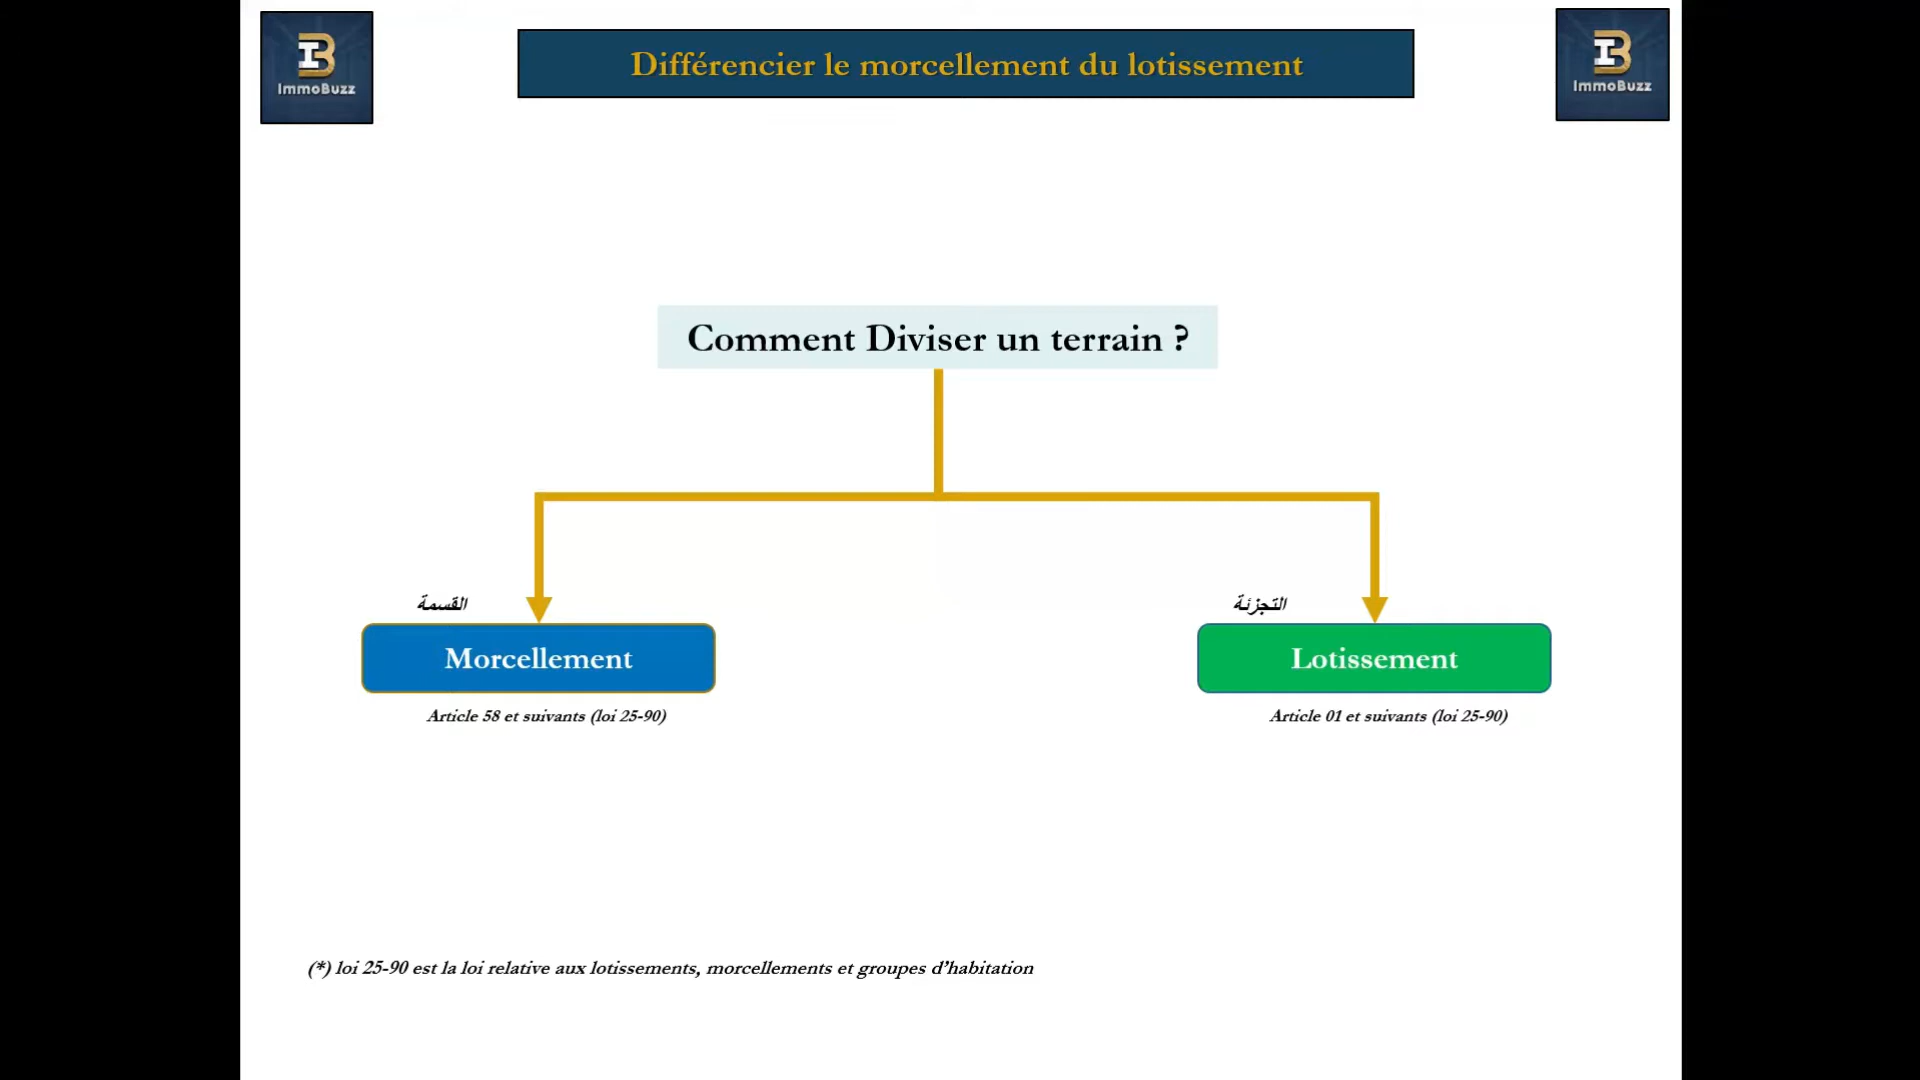 ImmoBuzz
Différencier le morcellement du lotissement
ImmoBuzz
Comment Diviser un terrain ?
القسمة
التجزئة
Morcellement
Lotissement
Article 58 et suivants (loi 25-90)
Article 01 et suivants (loi 25-90)
(*) loi 25-90 est la loi relative aux lotissements, morcellements et groupes d’habitation